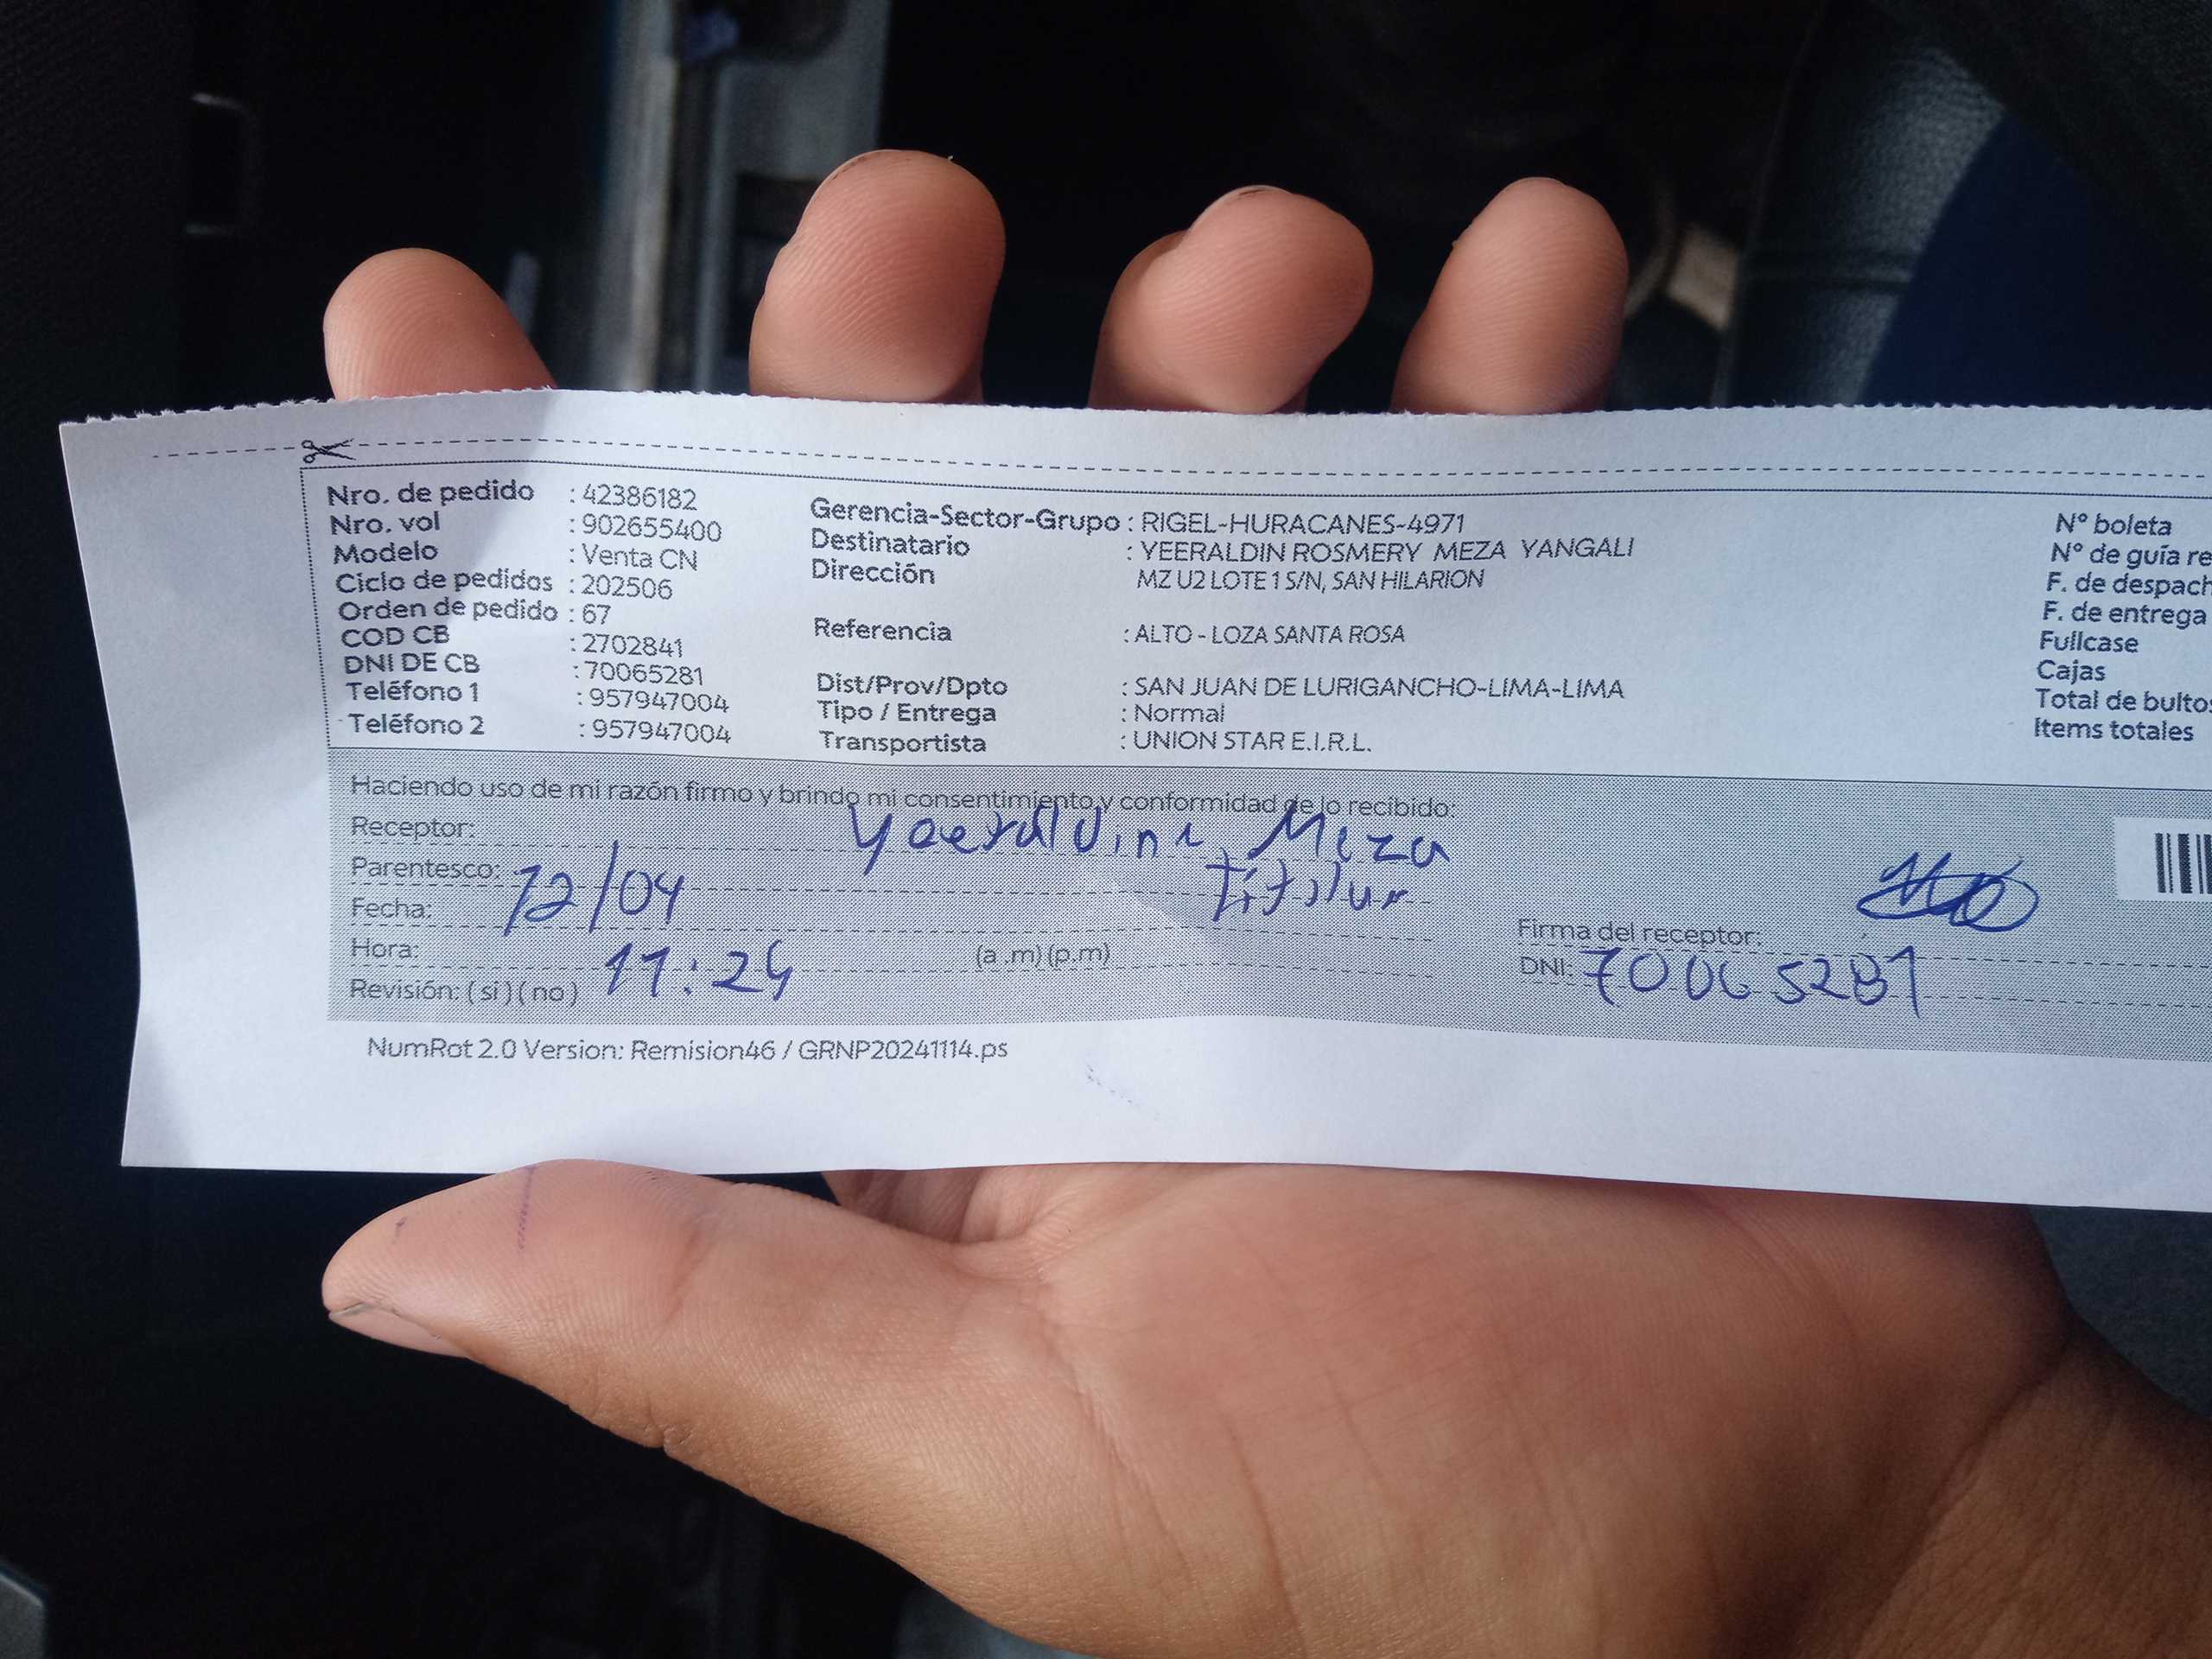 Nro. de pedido : 42386182
Nro. vol : 902655400
Modelo : Venta CN
Ciclo de pedidos : 202506
Orden de pedido : 67
COD CB : 2702841
DNI DE CB : 70065281
Teléfono 1 : 957947004
Teléfono 2 : 957947004
Gerencia-Sector-Grupo : RIGEL-HURACANES-4971
Destinatario : YEERALDIN ROSMERY MEZA YANGALI
Dirección MZ U2 LOTE 1 S/N, SAN HILARION
Referencia : ALTO - LOZA SANTA ROSA
Dist/Prov/Dpto : SAN JUAN DE LURIGANCHO-LIMA-LIMA
Tipo / Entrega : Normal
Transportista : UNION STAR E.I.R.L.
N° boleta
N° de guía re
F. de despach
F. de entrega
Fullcase
Cajas
Total de bultos
Items totales
Haciendo uso de mi razón firmo y brindo mi consentimiento y conformidad de lo recibido:
Receptor: Yeeraldini Meza
Parentesco: titilur
Fecha: 12/04
Hora: 11:24 (a .m) (p.m)
Revisión: ( si ) ( no )
Firma del receptor:
DNI: 70065281
NumRot 2.0 Version: Remision46 / GRNP20241114.ps